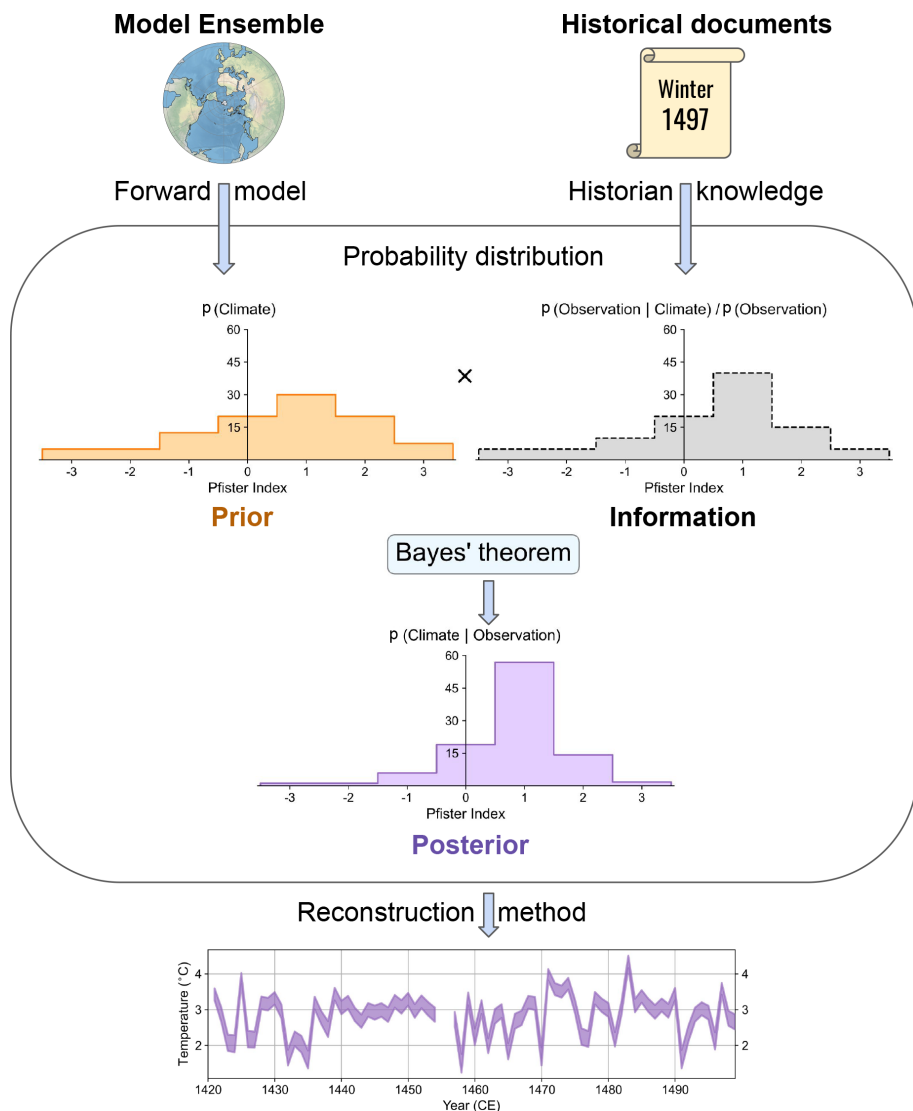 Model Ensemble
Historical documents
Winter
1497
Forward model
Historian knowledge
Probability distribution
p (Climate)
60
45
30
15
-3 -2 -1 0 1 2 3
Pfister Index
Prior
×
p (Observation | Climate) / p (Observation)
60
45
30
15
-3 -2 -1 0 1 2 3
Pfister Index
Information
Bayes' theorem
p (Climate | Observation)
60
45
30
15
-3 -2 -1 0 1 2 3
Pfister Index
Posterior
Reconstruction method
Temperature (°C)
4 4
3 3
2 2
1420 1430 1440 1450 1460 1470 1480 1490
Year (CE)